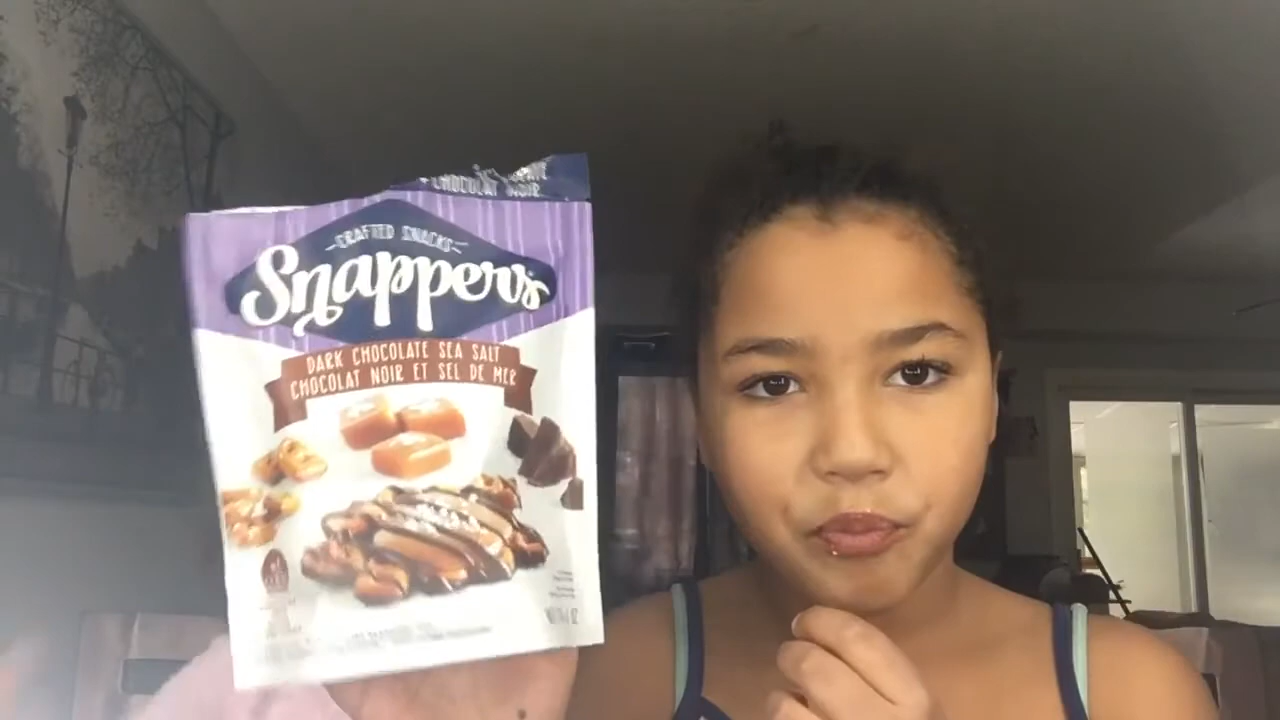 CHOCOLAT NOIR
CRAFTED SNACKS
Snappers
DARK CHOCOLATE SEA SALT
CHOCOLAT NOIR ET SEL DE MER